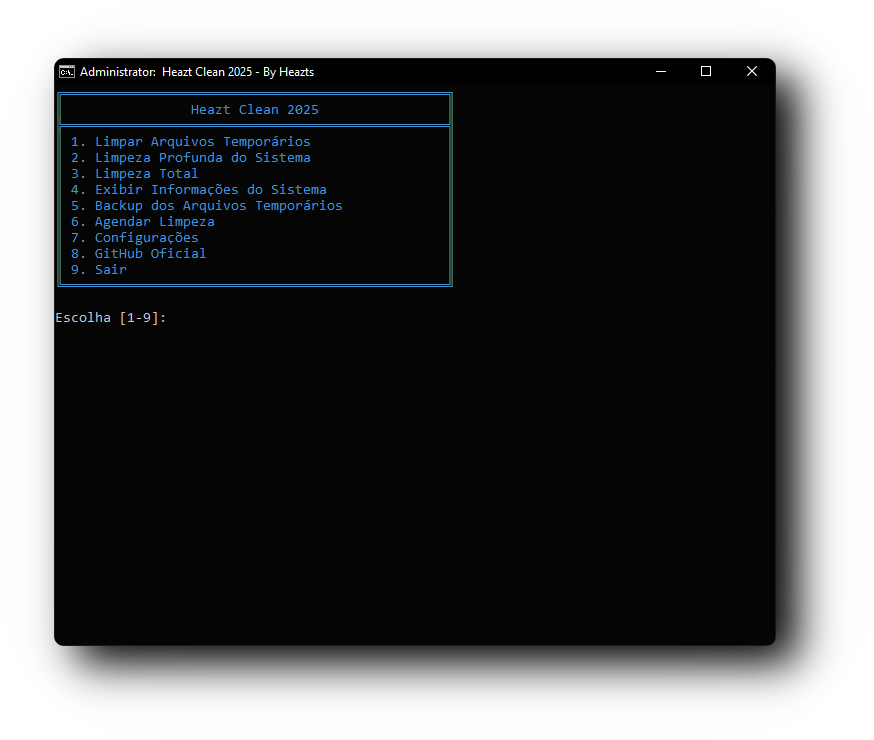 Administrator: Heazt Clean 2025 - By Heazts
Heazt Clean 2025
1. Limpar Arquivos Temporários
2. Limpeza Profunda do Sistema
3. Limpeza Total
4. Exibir Informações do Sistema
5. Backup dos Arquivos Temporários
6. Agendar Limpeza
7. Configurações
8. GitHub Oficial
9. Sair
Escolha [1-9]: